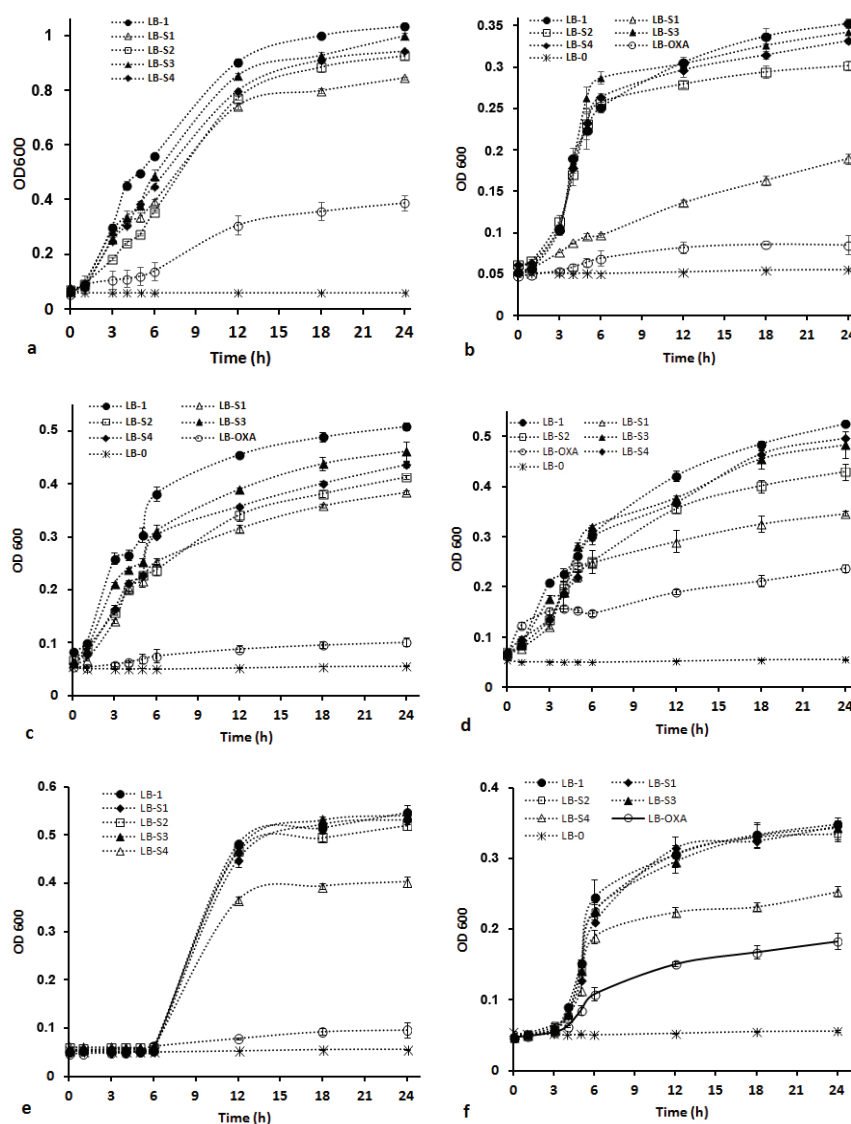 LB-1
LB-S1
LB-S2
LB-S3
LB-S4
1
0.8
0.6
0.4
0.2
0
OD600
0 3 6 9 12 15 18 21 24
Time (h)
a
LB-1 LB-S1
LB-S2 LB-S3
LB-S4 LB-OXA
LB-0
0.35
0.3
0.25
0.2
0.15
0.1
0.05
0
OD 600
0 3 6 9 12 15 18 21 24
Time (h)
b
LB-1 LB-S1
LB-S2 LB-S3
LB-S4 LB-OXA
LB-0
0.5
0.4
0.3
0.2
0.1
0
OD 600
0 3 6 9 12 15 18 21 24
Time (h)
c
LB-1 LB-S1
LB-S2 LB-S3
LB-OXA LB-S4
LB-0
0.5
0.4
0.3
0.2
0.1
0
OD 600
0 3 6 9 12 15 18 21 24
Time (h)
d
LB-1
LB-S1
LB-S2
LB-S3
LB-S4
0.6
0.5
0.4
0.3
0.2
0.1
0
OD 600
0 3 6 9 12 15 18 21 24
Time (h)
e
LB-1 LB-S1
LB-S2 LB-S3
LB-S4 LB-OXA
LB-0
0.4
0.3
0.2
0.1
0
OD 600
0 3 6 9 12 15 18 21 24
Time (h)
f